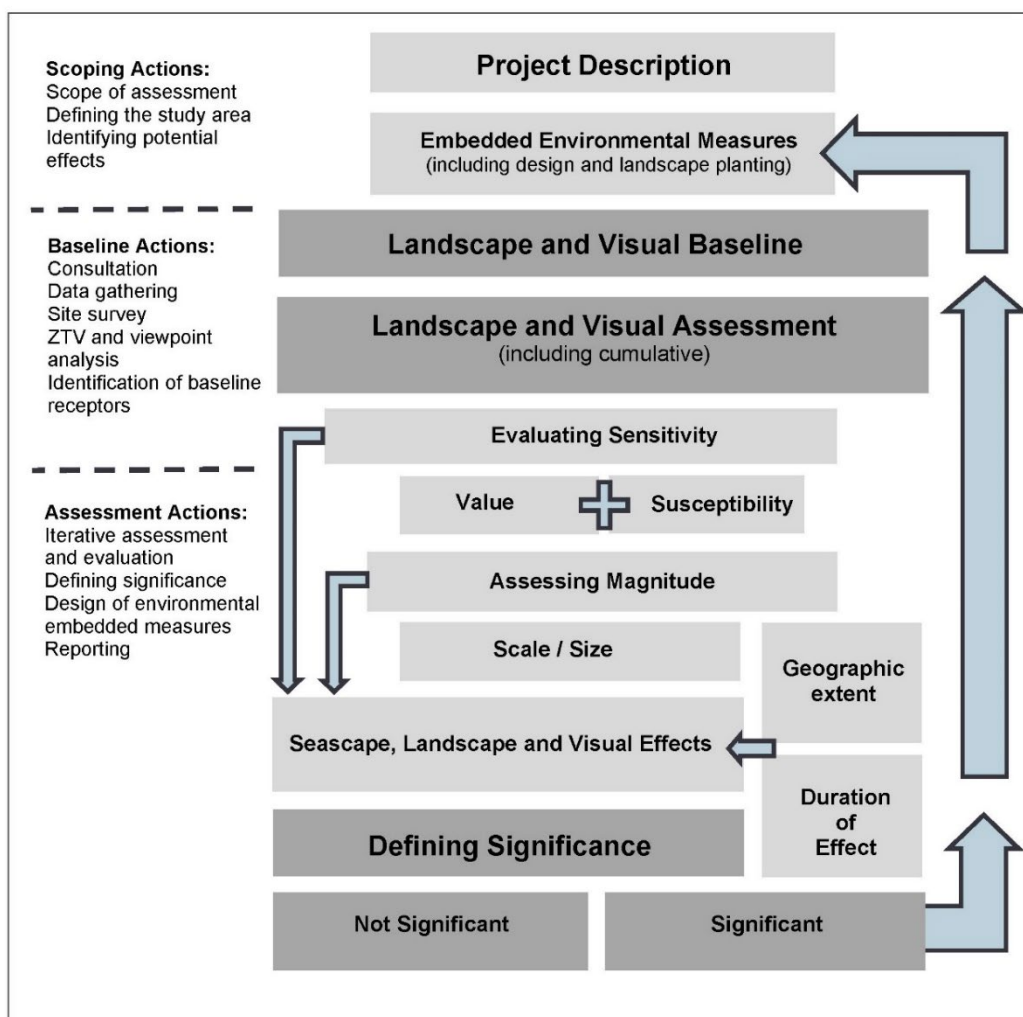 Scoping Actions:
Scope of assessment
Defining the study area
Identifying potential
effects
Project Description
Embedded Environmental Measures
(including design and landscape planting)
Baseline Actions:
Consultation
Data gathering
Site survey
ZTV and viewpoint
analysis
Identification of baseline
receptors
Landscape and Visual Baseline
Landscape and Visual Assessment
(including cumulative)
Evaluating Sensitivity
Value
Susceptibility
Assessment Actions:
Iterative assessment
and evaluation
Defining significance
Design of environmental
embedded measures
Reporting
Assessing Magnitude
Scale / Size
Geographic
extent
Seascape, Landscape and Visual Effects
Duration
of
Effect
Defining Significance
Not Significant
Significant